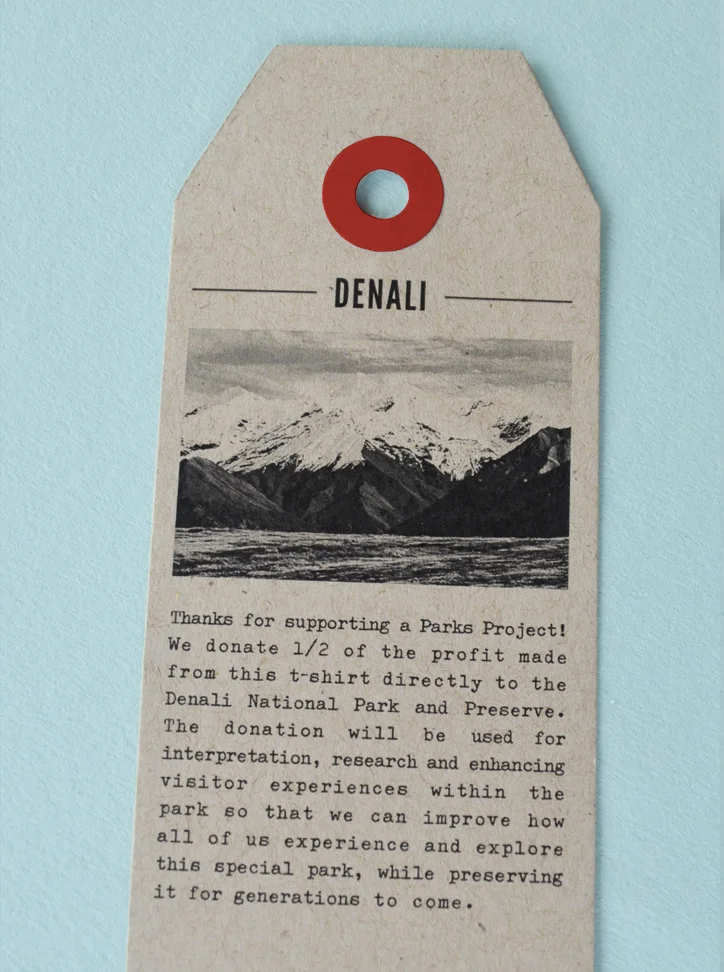 DENALI
Thanks for supporting a Parks Project!
We donate 1/2 of the profit made
from this t-shirt directly to the
Denali National Park and Preserve.
The donation will be used for
interpretation, research and enhancing
visitor experiences within the
park so that we can improve how
all of us experience and explore
this special park, while preserving
it for generations to come.